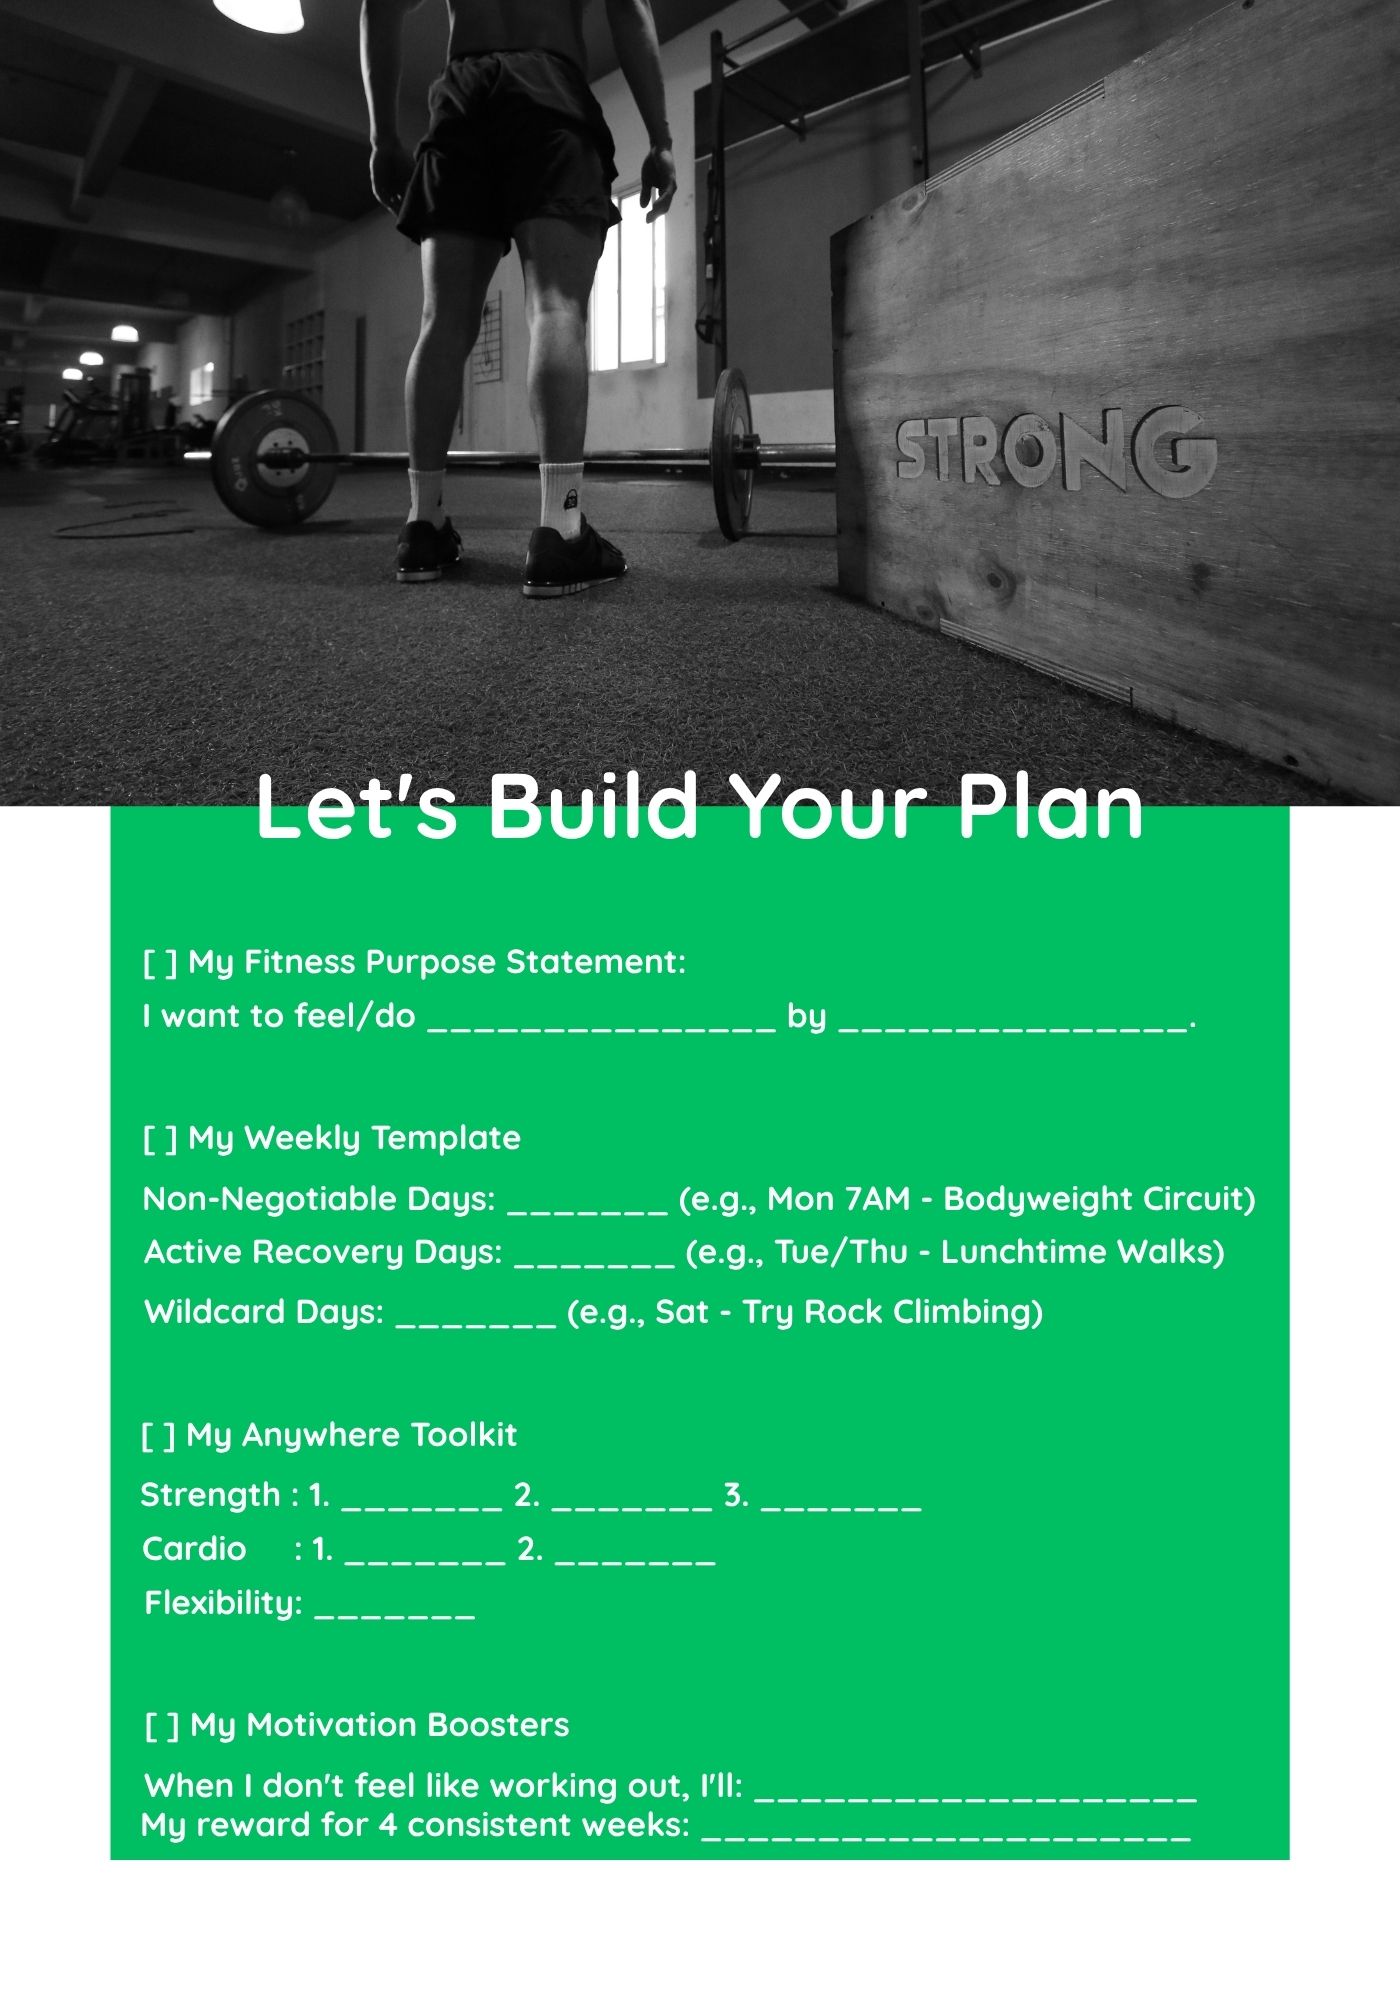 STRONG
Let's Build Your Plan
[ ] My Fitness Purpose Statement:
I want to feel/do _______________ by _______________.
[ ] My Weekly Template
Non-Negotiable Days: _______ (e.g., Mon 7AM - Bodyweight Circuit)
Active Recovery Days: _______ (e.g., Tue/Thu - Lunchtime Walks)
Wildcard Days: _______ (e.g., Sat - Try Rock Climbing)
[ ] My Anywhere Toolkit
Strength : 1. _______ 2. _______ 3. _______
Cardio : 1. _______ 2. _______
Flexibility: _______
[ ] My Motivation Boosters
When I don't feel like working out, I'll: ___________________
My reward for 4 consistent weeks: _____________________